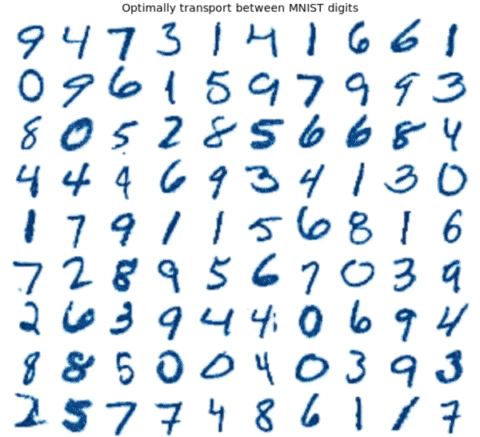 Optimally transport between MNIST digits
9 4 7 3 1 4 1 6 6 1
0 9 6 1 5 9 7 9 9 3
8 0 5 2 8 5 6 6 8 4
4 4 4 6 9 3 4 1 3 0
1 7 9 1 1 5 6 8 1 6
7 2 8 9 5 6 7 0 3 9
2 6 3 9 4 4 0 6 9 4
8 8 5 0 0 4 0 3 9 3
2 5 7 7 4 8 6 1 1 7